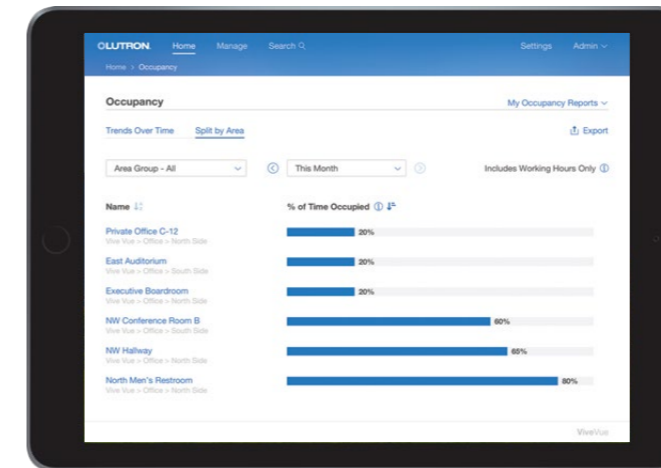 LUTRON. Home Manage Search Settings Admin
Home > Occupancy
Occupancy My Occupancy Reports
Trends Over Time Split by Area Export
Area Group - All This Month Includes Working Hours Only
Name % of Time Occupied
Private Office C-12 20%
Vive Vue > Office > North Side
East Auditorium 20%
Vive Vue > Office > South Side
Executive Boardroom 20%
Vive Vue > Office > North Side
NW Conference Room B 60%
Vive Vue > Office > South Side
NW Hallway 65%
Vive Vue > Office > North Side
North Men's Restroom 80%
Vive Vue > Office > North Side
ViveVue